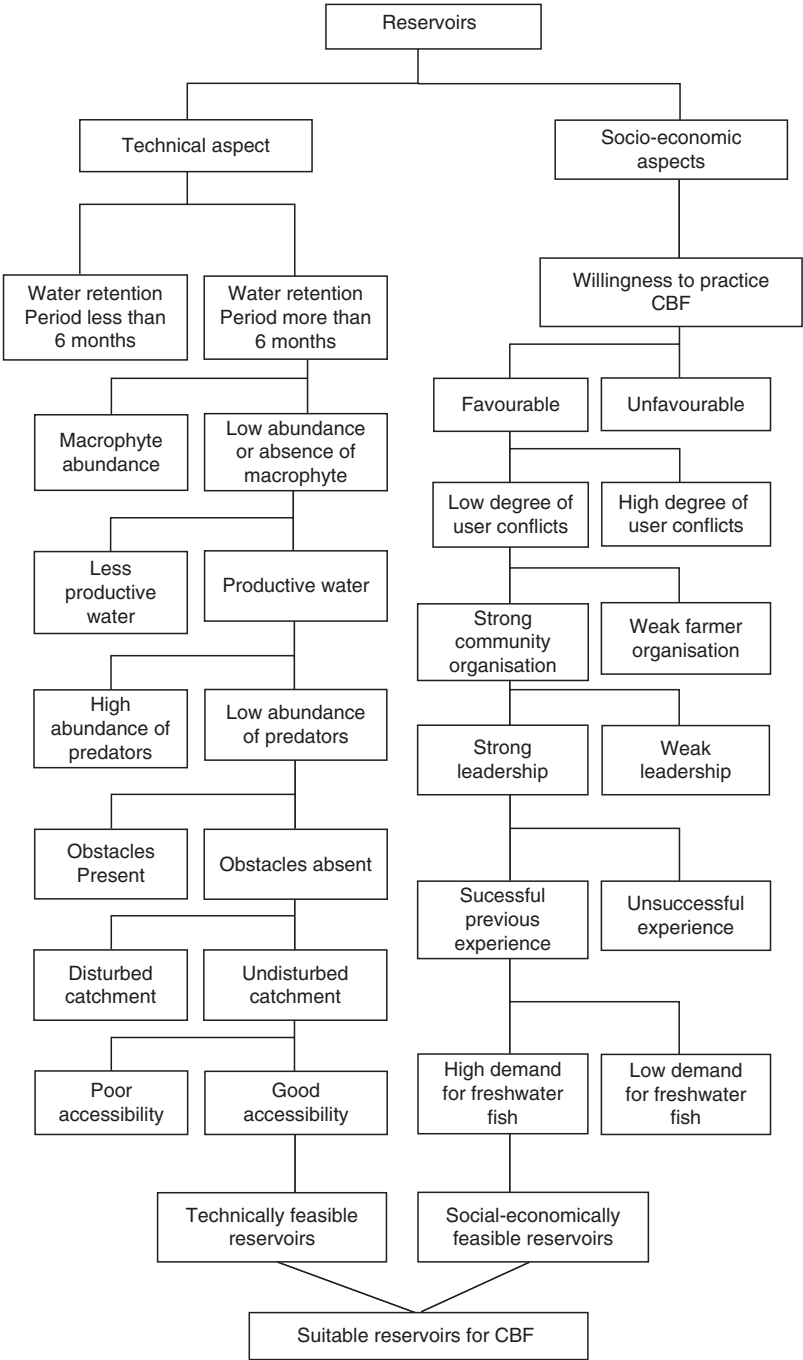 Reservoirs
Technical aspect
Socio-economic
aspects
Water retention
Period less than
6 months
Water retention
Period more than
6 months
Willingness to practice
CBF
Favourable
Unfavourable
Macrophyte
abundance
Low abundance
or absence of
macrophyte
Low degree of
user conflicts
High degree of
user conflicts
Less
productive
water
Productive water
Strong
community
organisation
Weak farmer
organisation
High
abundance of
predators
Low abundance
of predators
Strong
leadership
Weak
leadership
Obstacles
Present
Obstacles absent
Sucessful
previous
experience
Unsuccessful
experience
Disturbed
catchment
Undisturbed
catchment
Poor
accessibility
Good
accessibility
High demand
for freshwater
fish
Low demand
for freshwater
fish
Technically feasible
reservoirs
Social-economically
feasible reservoirs
Suitable reservoirs for CBF